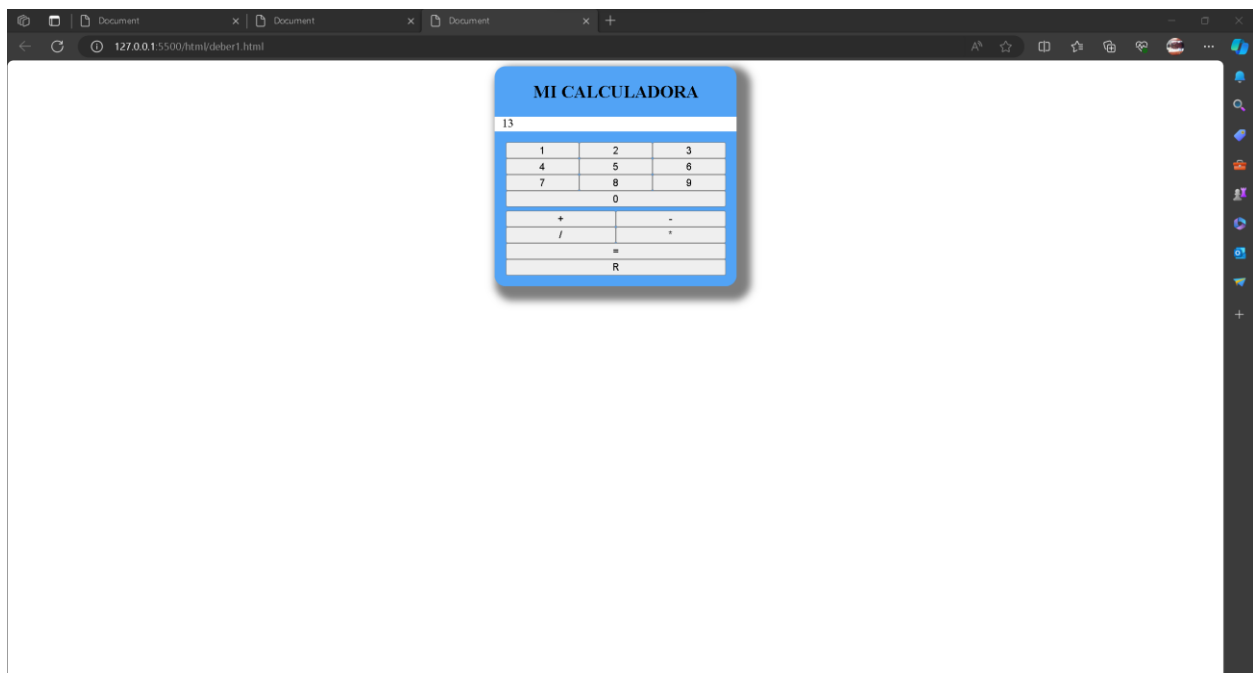 Document Document Document
127.0.0.1:5500/html/deber1.html
MI CALCULADORA
13
1 2 3
4 5 6
7 8 9
0
+ -
/ *
=
R